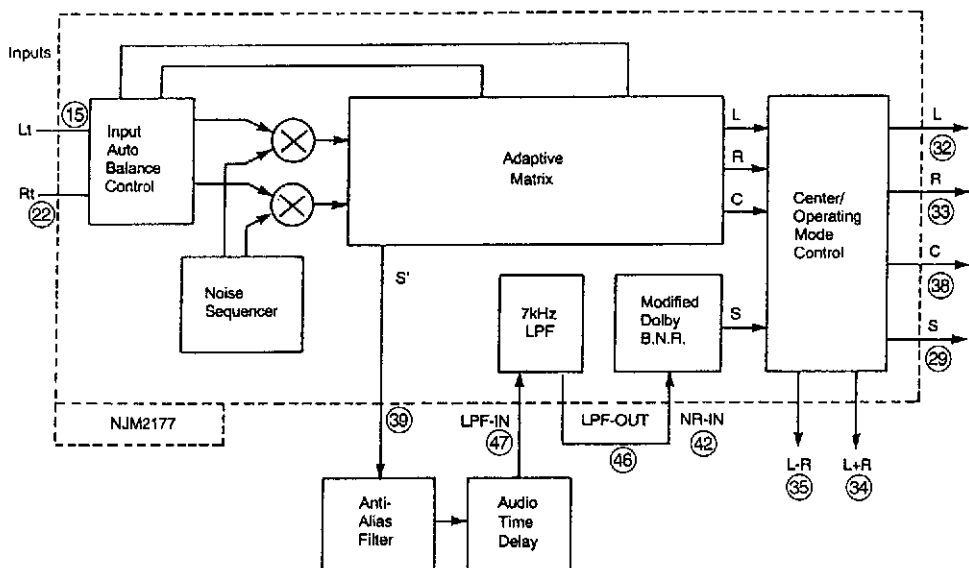 Inputs
15
Lt
Rt
22
Input
Auto
Balance
Control
Noise
Sequencer
Adaptive
Matrix
L
R
C
S'
7kHz
LPF
Modified
Dolby
B.N.R.
S
Center/
Operating
Mode
Control
L
32
R
33
C
38
S
29
NJM2177
39
LPF-IN
47
LPF-OUT
46
NR-IN
42
L-R
35
L+R
34
Anti-
Alias
Filter
Audio
Time
Delay